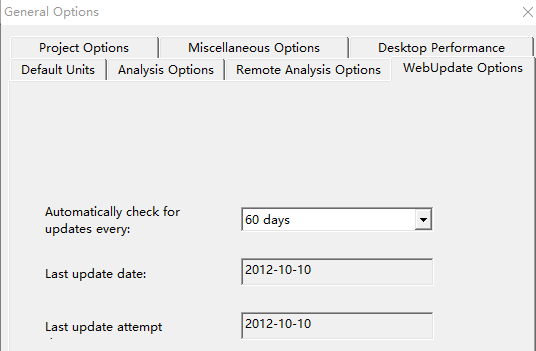 General Options
Project Options
Miscellaneous Options
Desktop Performance
Default Units
Analysis Options
Remote Analysis Options
WebUpdate Options
Automatically check for
updates every:
60 days
Last update date:
2012-10-10
Last update attempt
2012-10-10